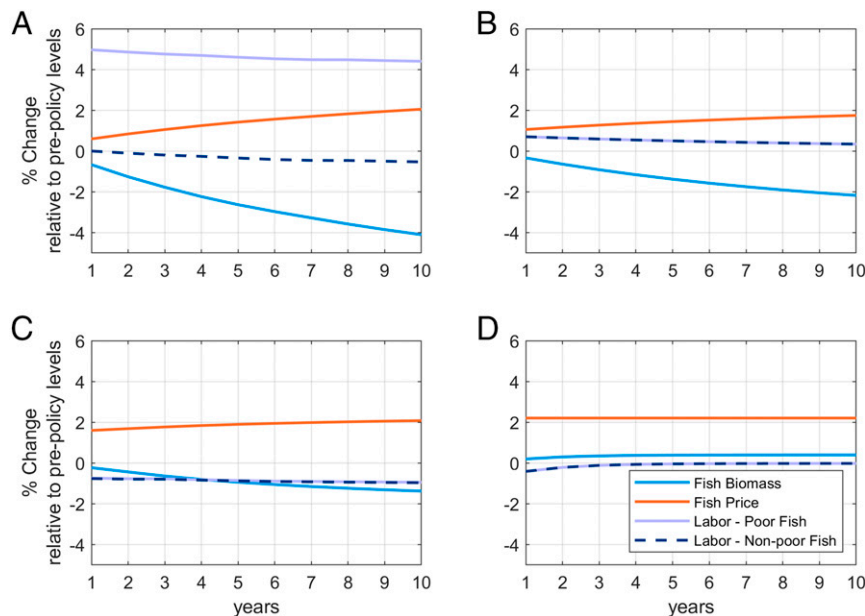 A
B
% Change
relative to pre-policy levels
6
4
2
0
-2
-4
1 2 3 4 5 6 7 8 9 10
6
4
2
0
-2
-4
1 2 3 4 5 6 7 8 9 10
C
D
% Change
relative to pre-policy levels
6
4
2
0
-2
-4
1 2 3 4 5 6 7 8 9 10
years
6
4
2
0
-2
-4
Fish Biomass
Fish Price
Labor - Poor Fish
Labor - Non-poor Fish
1 2 3 4 5 6 7 8 9 10
years